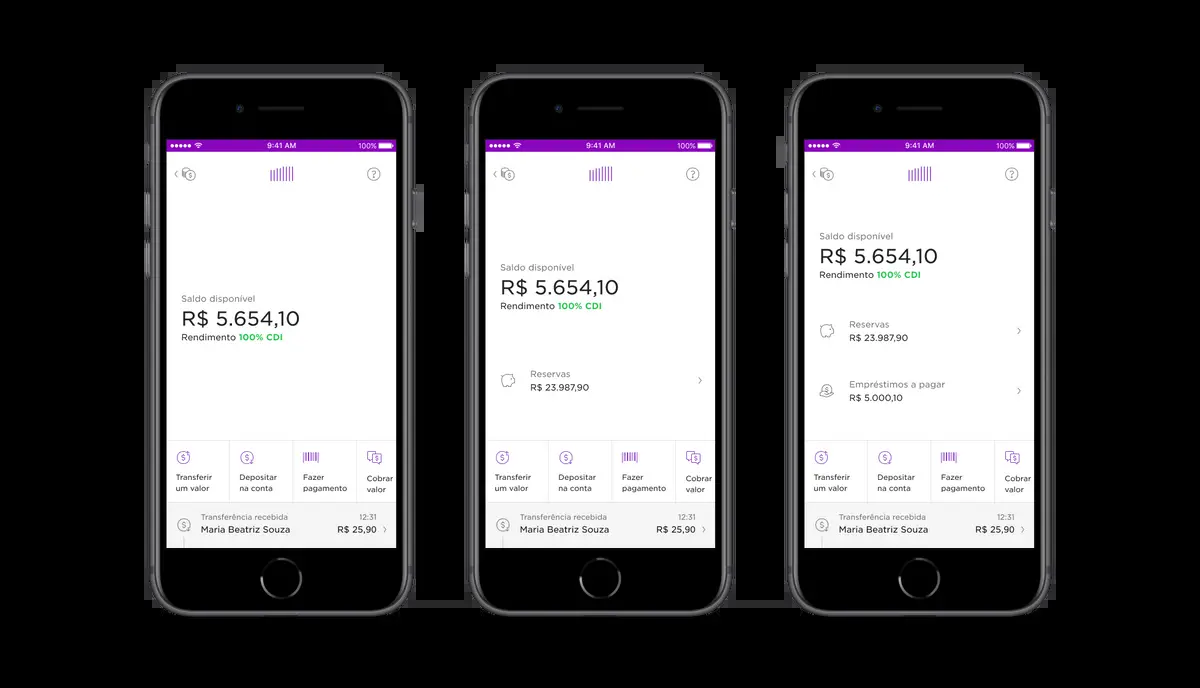 9:41 AM 100%
Saldo disponível
R$ 5.654,10
Rendimento 100% CDI
Transferir
um valor
Depositar
na conta
Fazer
pagamento
Cobrar
valor
Transferência recebida 12:31
Maria Beatriz Souza R$ 25,90
9:41 AM 100%
Saldo disponível
R$ 5.654,10
Rendimento 100% CDI
Reservas
R$ 23.987,90
Transferir
um valor
Depositar
na conta
Fazer
pagamento
Cobrar
valor
Transferência recebida 12:31
Maria Beatriz Souza R$ 25,90
9:41 AM 100%
Saldo disponível
R$ 5.654,10
Rendimento 100% CDI
Reservas
R$ 23.987,90
Empréstimos a pagar
R$ 5.000,10
Transferir
um valor
Depositar
na conta
Fazer
pagamento
Cobrar
valor
Transferência recebida 12:31
Maria Beatriz Souza R$ 25,90